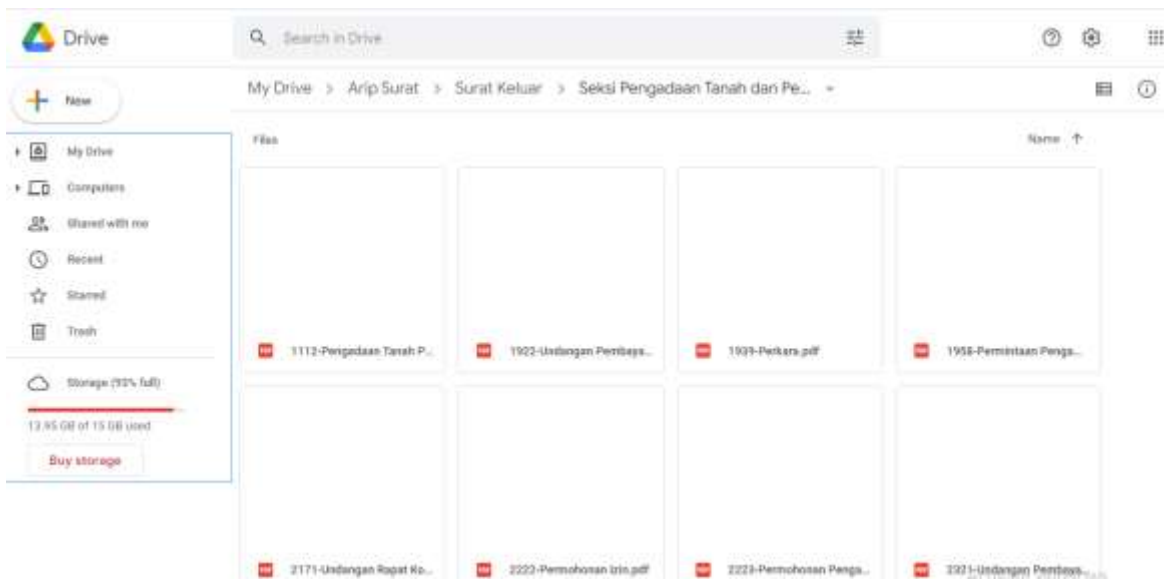 Drive
Search in Drive
New
My Drive > Arip Surat > Surat Keluar > Seksi Pengadaan Tanah dan Pe...
Files
Name
My Drive
Computers
Shared with me
Recent
Starred
Trash
Storage (93% full)
13.95 GB of 15 GB used
Buy storage
1112-Pengadaan Tanah P...
1922-Undangan Pembaya...
1939-Perkara.pdf
1958-Permintaan Penga...
2171-Undangan Rapat Ko...
2222-Permohonan Izin.pdf
2223-Permohonan Penga...
2321-Undangan Pembaya...